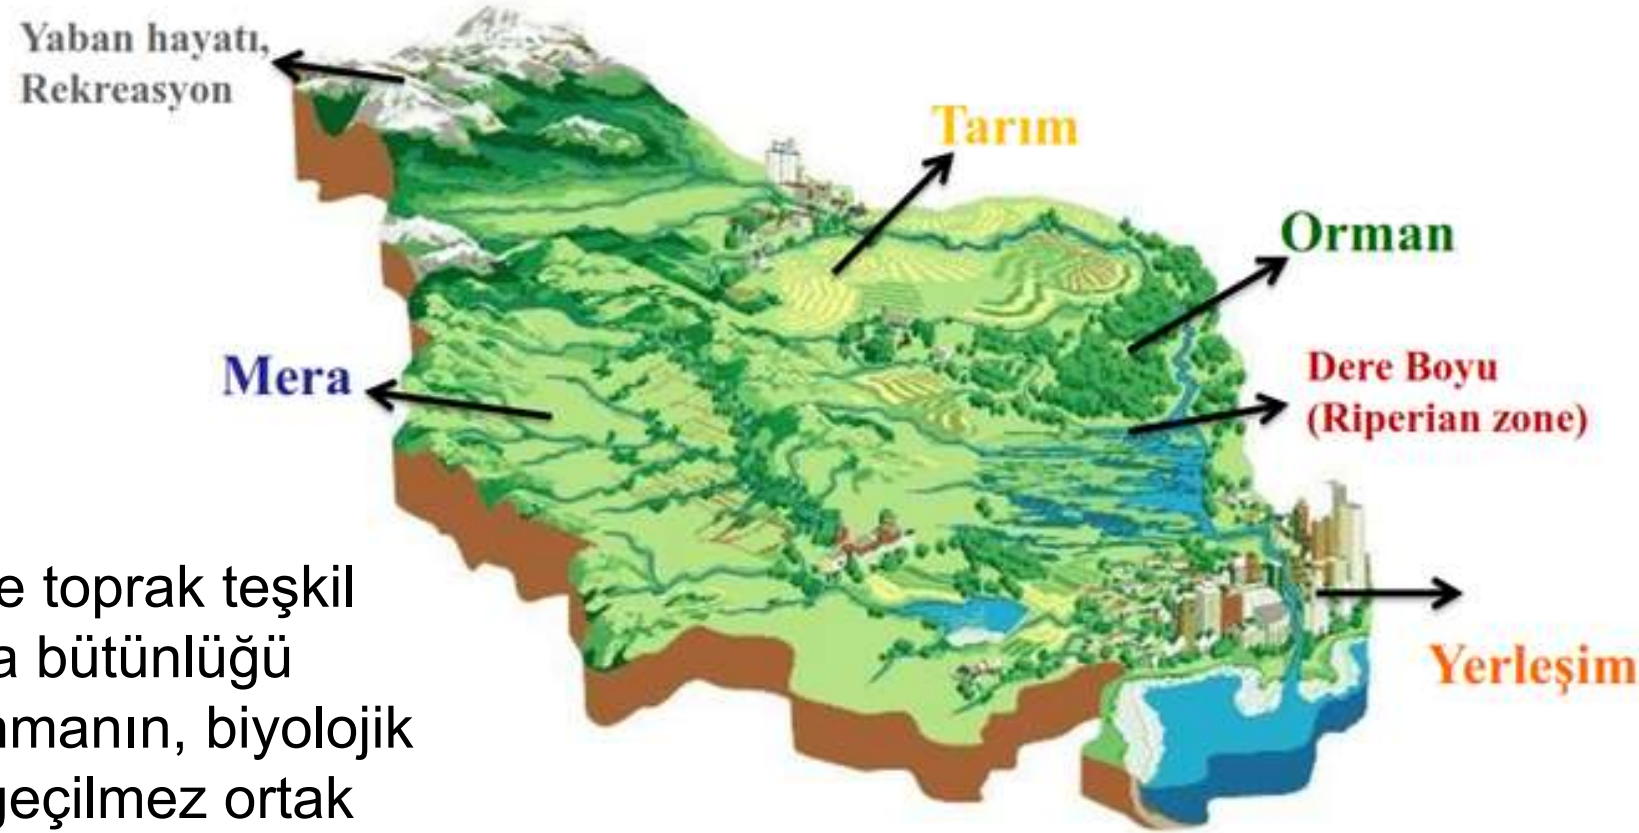 Yaban hayatı,
Rekreasyon
Tarım
Orman
Mera
Dere Boyu
(Riperian zone)
Yerleşim
e toprak teşkil
a bütünlüğü
manın, biyolojik
geçilmez ortak